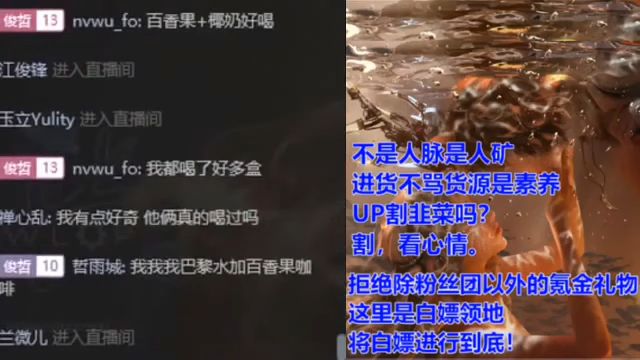 俊哲 13 nvwu_fo: 百香果+椰奶好喝
江俊锋 进入直播间
玉立Yulity 进入直播间
俊哲 13 nvwu_fo: 我都喝了好多盒
禅心乱: 我有点好奇 他俩真的喝过吗
俊哲 10 哲雨城: 我我我巴黎水加百香果咖
啡
兰微儿 进入直播间
不是人脉是人矿
进货不骂货源是素养
UP割韭菜吗?
割，看心情。
拒绝除粉丝团以外的氪金礼物
这里是白嫖领地
将白嫖进行到底!